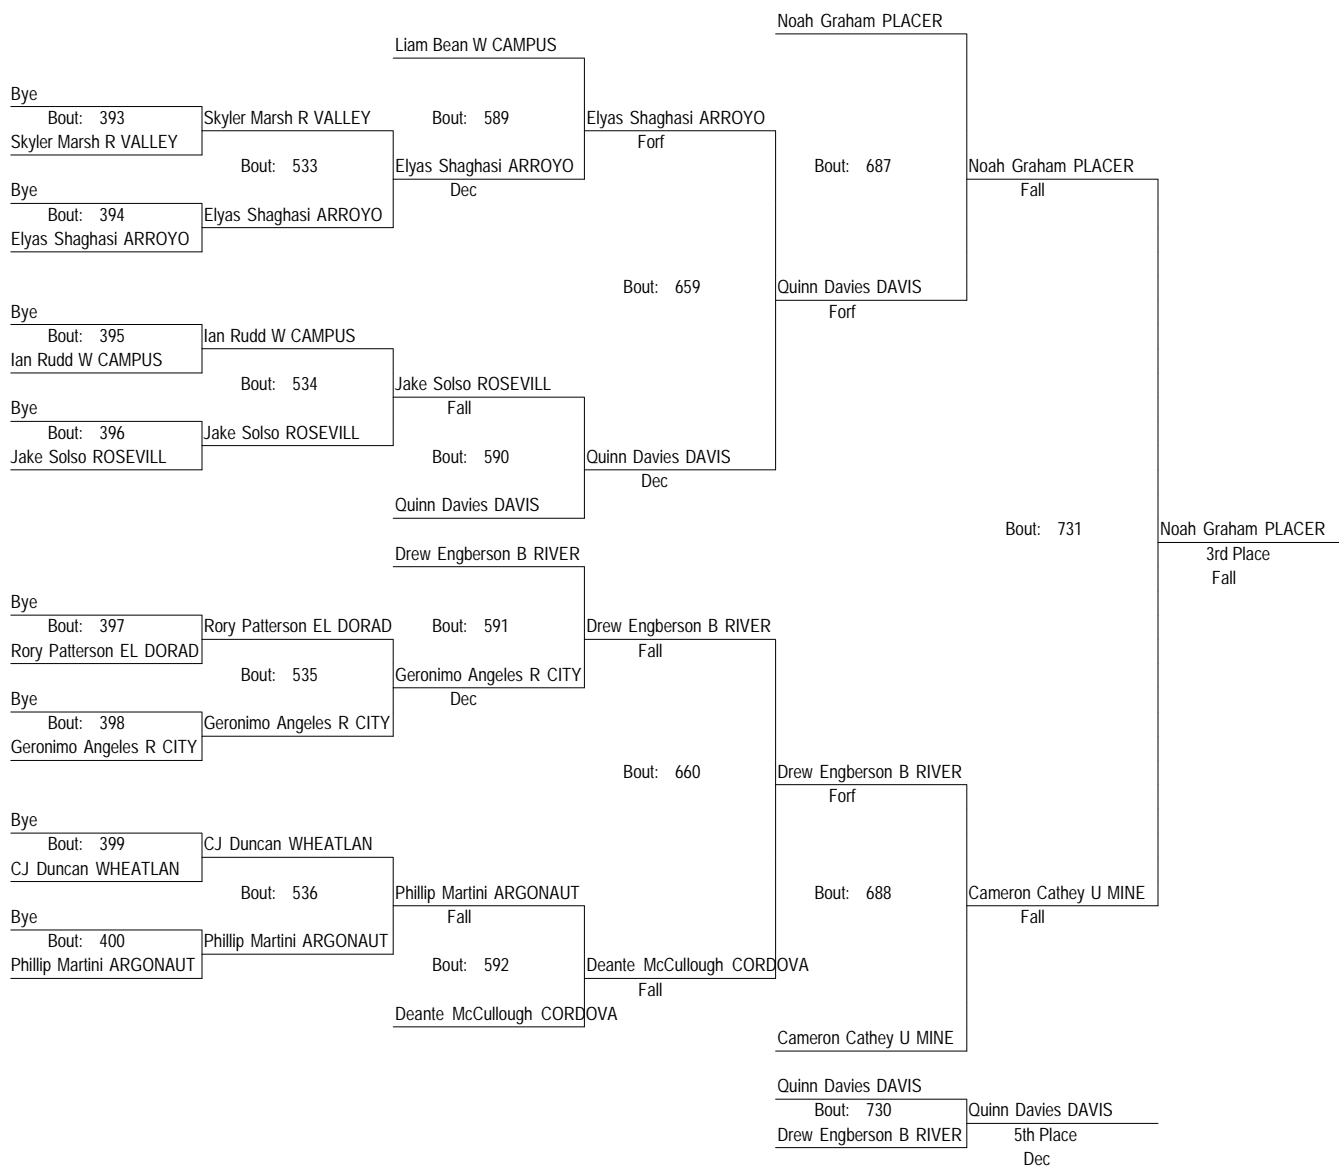 Noah Graham PLACER
Liam Bean W CAMPUS
Bye
Bout: 393
Skyler Marsh R VALLEY
Skyler Marsh R VALLEY
Bout: 589
Elyas Shaghasi ARROYO
Forf
Bout: 533
Elyas Shaghasi ARROYO
Dec
Bout: 687
Noah Graham PLACER
Fall
Bye
Bout: 394
Elyas Shaghasi ARROYO
Elyas Shaghasi ARROYO
Bout: 659
Quinn Davies DAVIS
Forf
Bye
Bout: 395
Ian Rudd W CAMPUS
Ian Rudd W CAMPUS
Bout: 534
Jake Solso ROSEVILL
Fall
Bye
Bout: 396
Jake Solso ROSEVILL
Jake Solso ROSEVILL
Bout: 590
Quinn Davies DAVIS
Dec
Quinn Davies DAVIS
Bout: 731
Noah Graham PLACER
3rd Place
Fall
Drew Engberson B RIVER
Bye
Bout: 397
Rory Patterson EL DORAD
Rory Patterson EL DORAD
Bout: 591
Drew Engberson B RIVER
Fall
Bout: 535
Geronimo Angeles R CITY
Dec
Bye
Bout: 398
Geronimo Angeles R CITY
Geronimo Angeles R CITY
Bout: 660
Drew Engberson B RIVER
Forf
Bye
Bout: 399
CJ Duncan WHEATLAN
CJ Duncan WHEATLAN
Bout: 536
Phillip Martini ARGONAUT
Fall
Bout: 688
Cameron Cathey U MINE
Fall
Bye
Bout: 400
Phillip Martini ARGONAUT
Phillip Martini ARGONAUT
Bout: 592
Deante McCullough CORDOVA
Fall
Deante McCullough CORDOVA
Cameron Cathey U MINE
Quinn Davies DAVIS
Bout: 730
Drew Engberson B RIVER
Quinn Davies DAVIS
5th Place
Dec